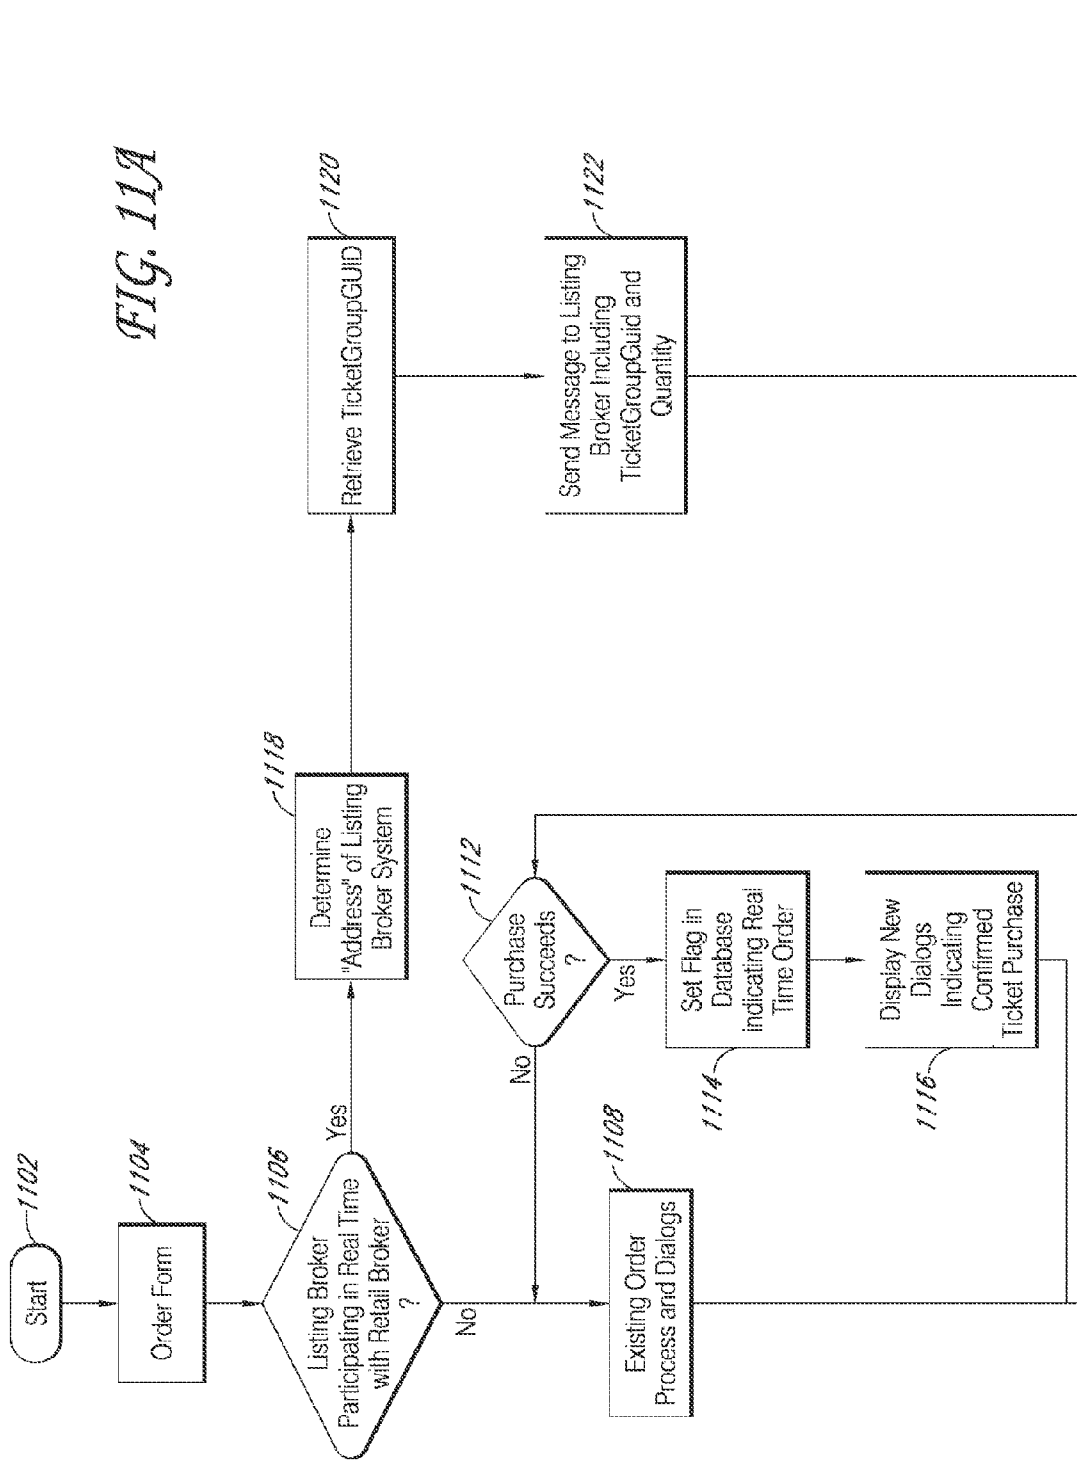 FIG. 11A
Start
1102
Order Form
1104
Listing Broker
Participating in Real Time
with Retail Broker
?
1106
Yes
No
Determine
"Address" of Listing
Broker System
1118
Retrieve TicketGroupGUID
1120
Send Message to Listing
Broker Including
TicketGroupGuid and
Quantity
1122
Purchase
Succeeds
?
1112
No
Yes
Set Flag in
Database
indicating Real
Time Order
1114
Display New
Dialogs
Indicating
Confirmed
Ticket Purchase
1116
Existing Order
Process and Dialogs
1108